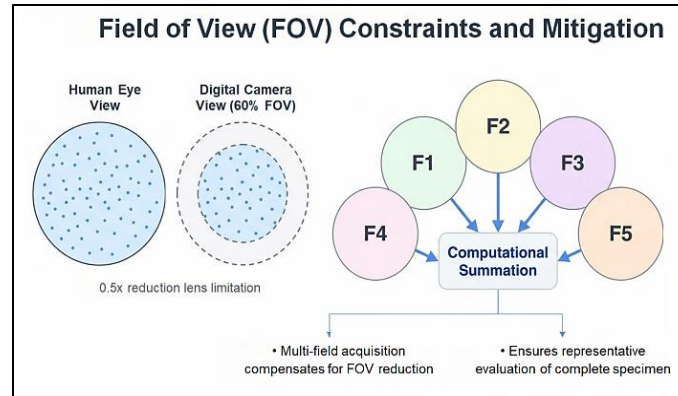 Field of View (FOV) Constraints and Mitigation
Human Eye
View
Digital Camera
View (60% FOV)
0.5x reduction lens limitation
F4
F1
F2
F3
F5
Computational
Summation
• Multi-field acquisition
compensates for FOV reduction
• Ensures representative
evaluation of complete specimen